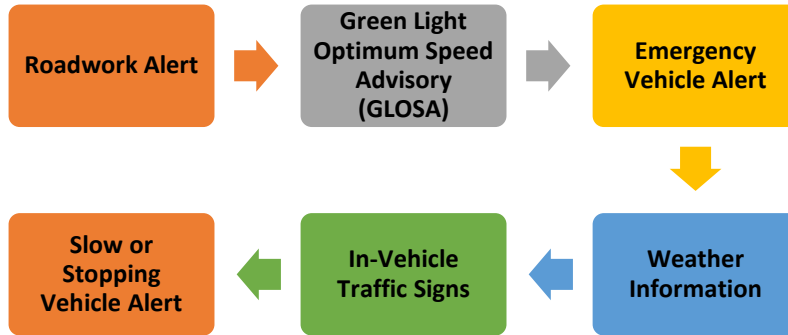 Roadwork Alert
Green Light
Optimum Speed
Advisory
(GLOSA)
Emergency
Vehicle Alert
Weather
Information
In-Vehicle
Traffic Signs
Slow or
Stopping
Vehicle Alert